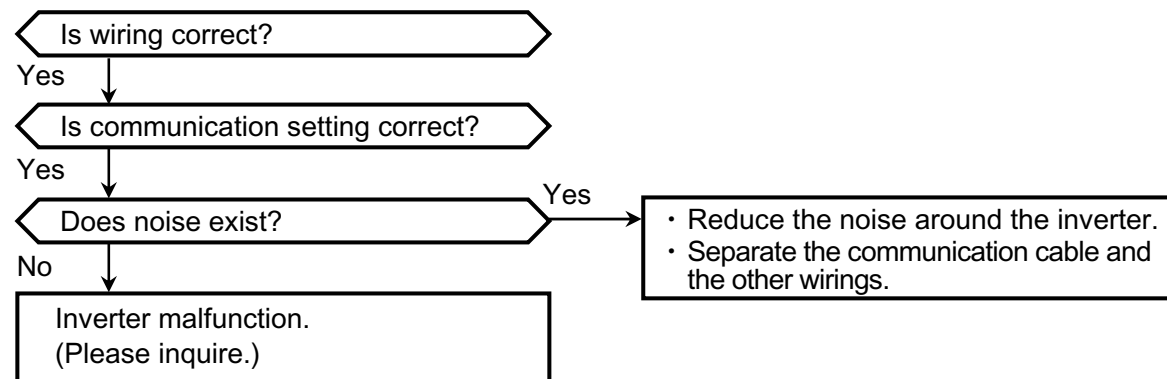 Is wiring correct?
Yes
Is communication setting correct?
Yes
Does noise exist?
Yes
・ Reduce the noise around the inverter.
・ Separate the communication cable and
the other wirings.
No
Inverter malfunction.
(Please inquire.)